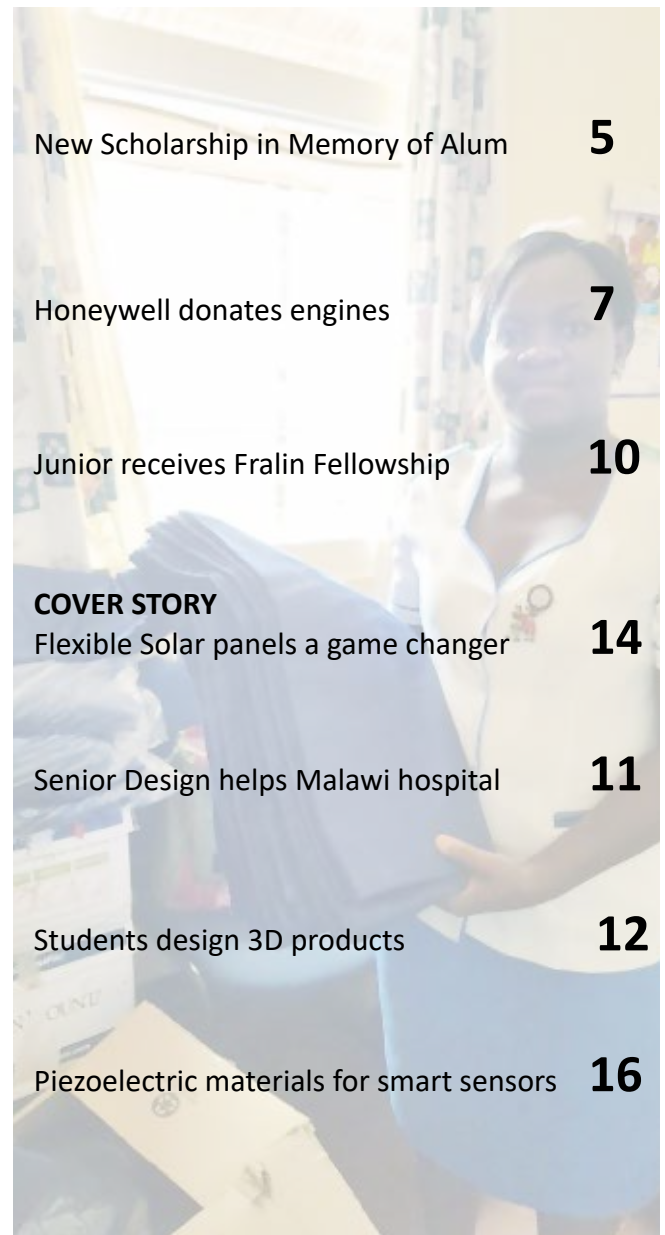 New Scholarship in Memory of Alum 5
Honeywell donates engines 7
Junior receives Fralin Fellowship 10
COVER STORY
Flexible Solar panels a game changer 14
Senior Design helps Malawi hospital 11
Students design 3D products 12
Piezoelectric materials for smart sensors 16